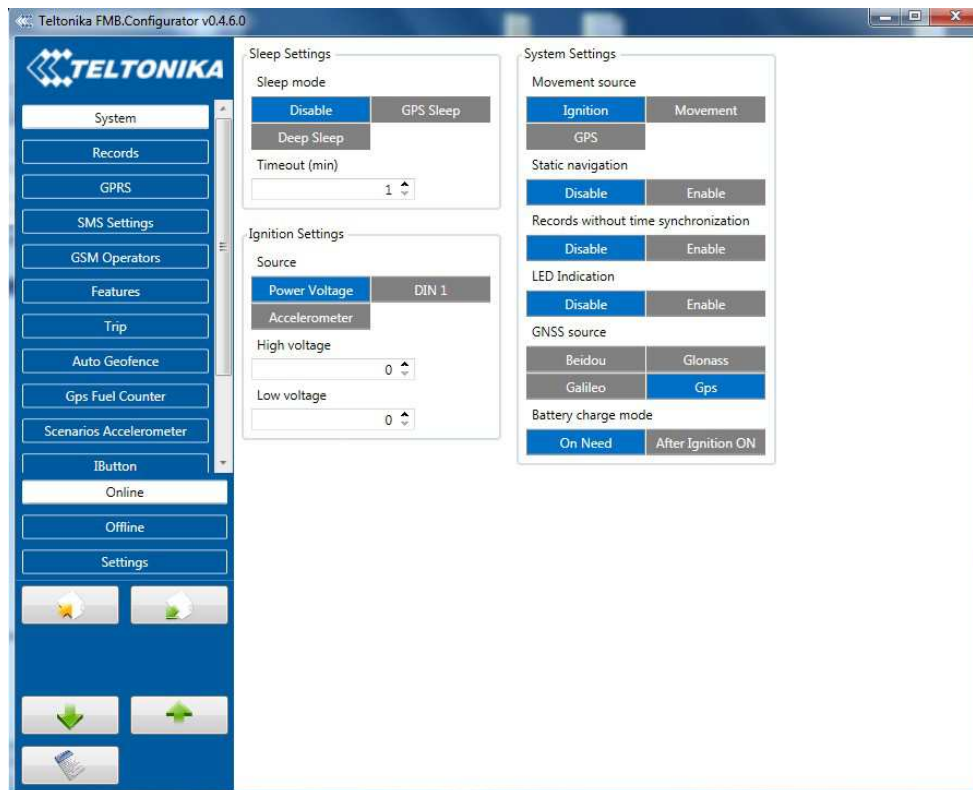 Teltonika FMB.Configurator v0.4.6.0
TELTONIKA
System
Records
GPRS
SMS Settings
GSM Operators
Features
Trip
Auto Geofence
Gps Fuel Counter
Scenarios Accelerometer
IButton
Online
Offline
Settings
Sleep Settings
Sleep mode
Disable GPS Sleep
Deep Sleep
Timeout (min)
1
Ignition Settings
Source
Power Voltage DIN 1
Accelerometer
High voltage
0
Low voltage
0
System Settings
Movement source
Ignition Movement
GPS
Static navigation
Disable Enable
Records without time synchronization
Disable Enable
LED Indication
Disable Enable
GNSS source
Beidou Glonass
Galileo Gps
Battery charge mode
On Need After Ignition ON